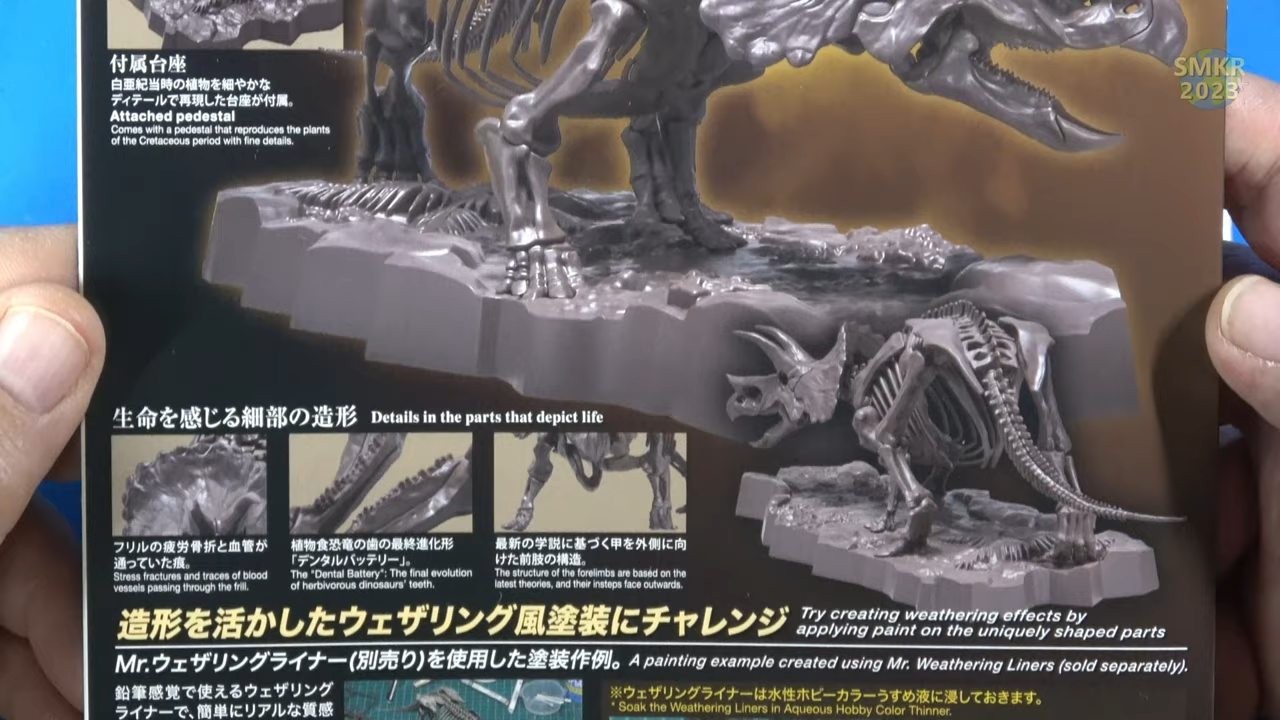 SMKR
2023
付属台座
白亜紀当時の植物を細やかな
ディテールで再現した台座が付属。
Attached pedestal
Comes with a pedestal that reproduces the plants
of the Cretaceous period with fine details.
生命を感じる細部の造形 Details in the parts that depict life
フリルの疲労骨折と血管が
通っていた痕。
Stress fractures and traces of blood
vessels passing through the frill.
植物食恐竜の歯の最終進化形
「デンタルバッテリー」。
The "Dental Battery": The final evolution
of herbivorous dinosaurs' teeth.
最新の学説に基づく甲を外側に向
けた前肢の構造。
The structure of the forelimbs are based on the
latest theories, and their insteps face outwards.
造形を活かしたウェザリング風塗装にチャレンジ
Try creating weathering effects by
applying paint on the uniquely shaped parts
Mr.ウェザリングライナー(別売り)を使用した塗装作例。 A painting example created using Mr. Weathering Liners (sold separately).
鉛筆感覚で使えるウェザリング
ライナーで、簡単にリアルな質感
※ウェザリングライナーは水性ホビーカラーうすめ液に浸しておきます。
* Soak the Weathering Liners in Aqueous Hobby Color Thinner.